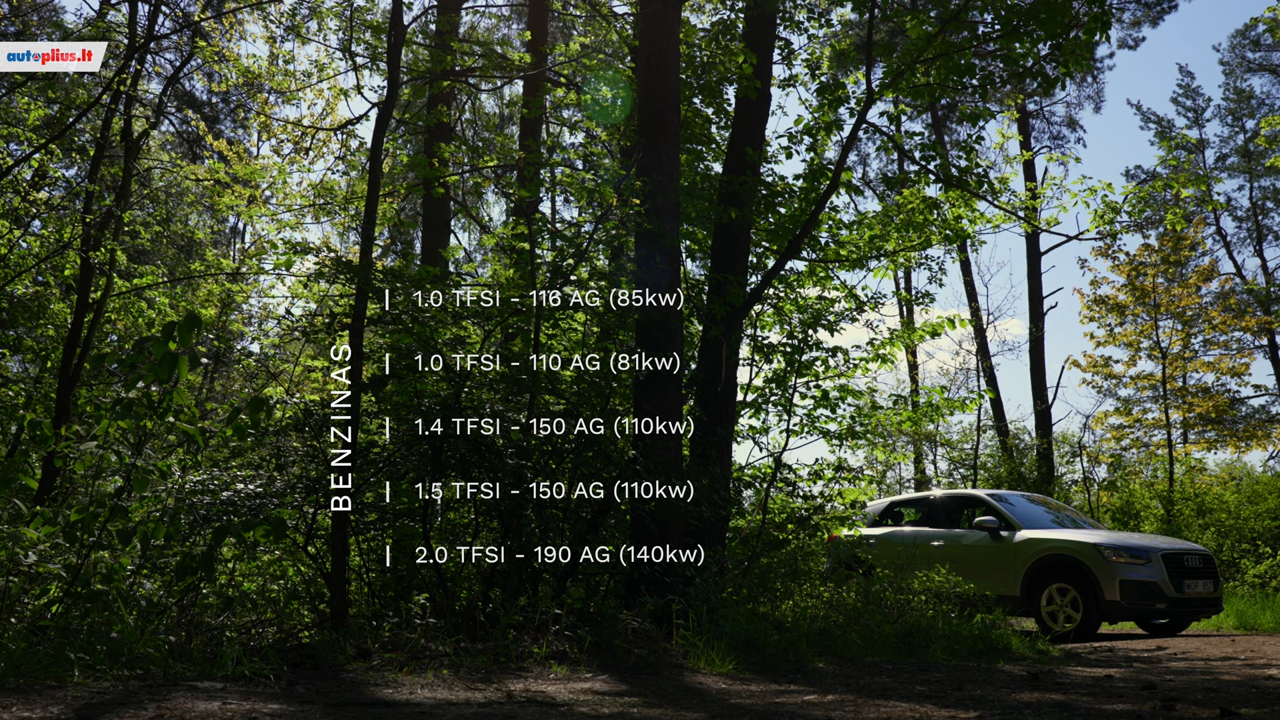 autoplius.lt
BENZINAS
1.0 TFSI - 116 AG (85kw)
1.0 TFSI - 110 AG (81kw)
1.4 TFSI - 150 AG (110kw)
1.5 TFSI - 150 AG (110kw)
2.0 TFSI - 190 AG (140kw)